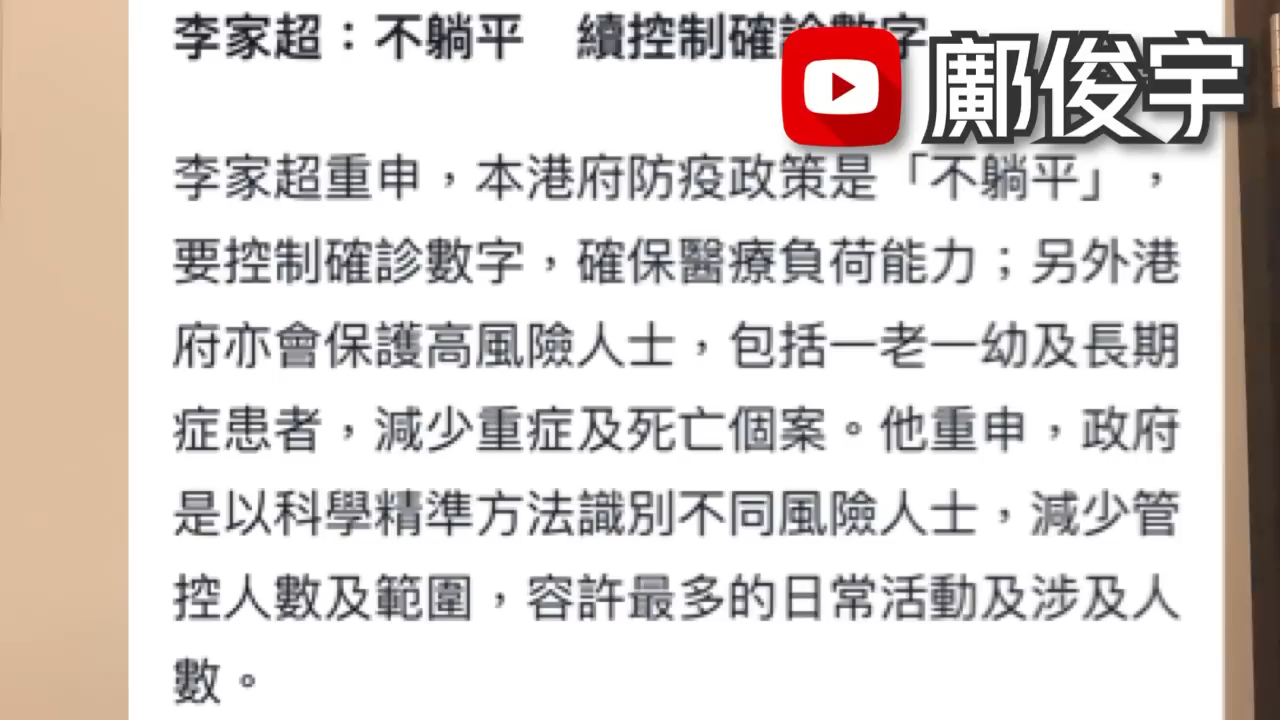 李家超：不躺平　續控制確診數字
鄺俊宇
李家超重申，本港府防疫政策是「不躺平」，
要控制確診數字，確保醫療負荷能力；另外港
府亦會保護高風險人士，包括一老一幼及長期
症患者，減少重症及死亡個案。他重申，政府
是以科學精準方法識別不同風險人士，減少管
控人數及範圍，容許最多的日常活動及涉及人
數。